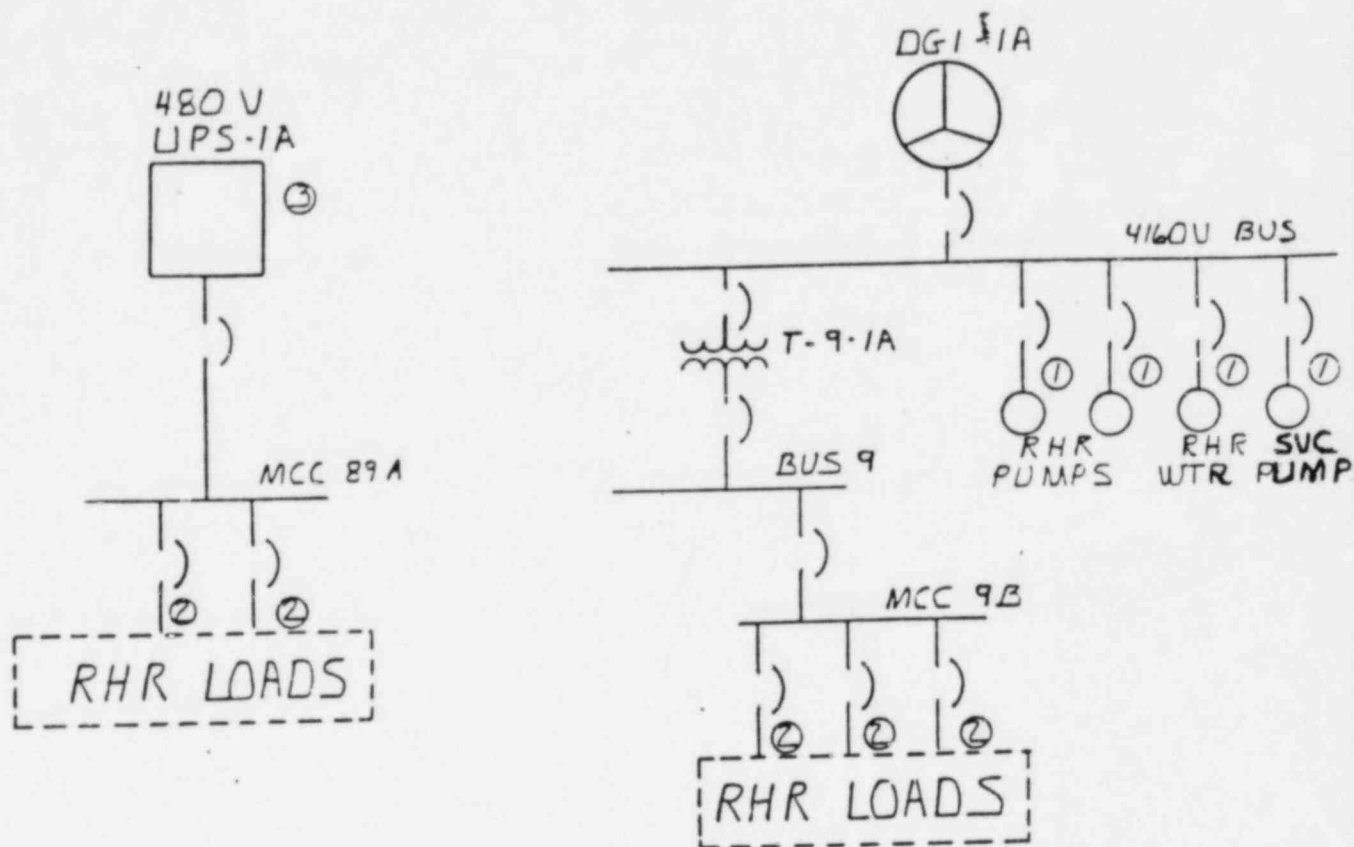 DG1 & 1A
480 V
UPS-1A
③
4160V BUS
T-9-1A
① ① ① ①
RHR PUMPS
RHR WTR
SVC PUMP
BUS 9
MCC 89A
MCC 9B
② ②
RHR LOADS
② ② ②
RHR LOADS